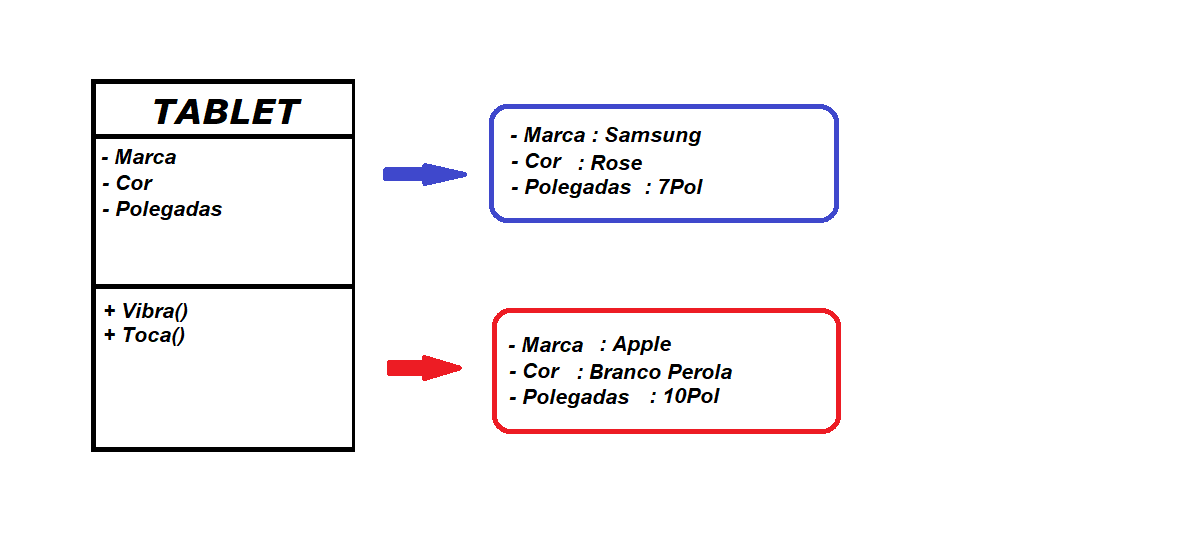 TABLET
- Marca
- Cor
- Polegadas
+ Vibra()
+ Toca()
- Marca : Samsung
- Cor : Rose
- Polegadas : 7Pol
- Marca : Apple
- Cor : Branco Perola
- Polegadas : 10Pol